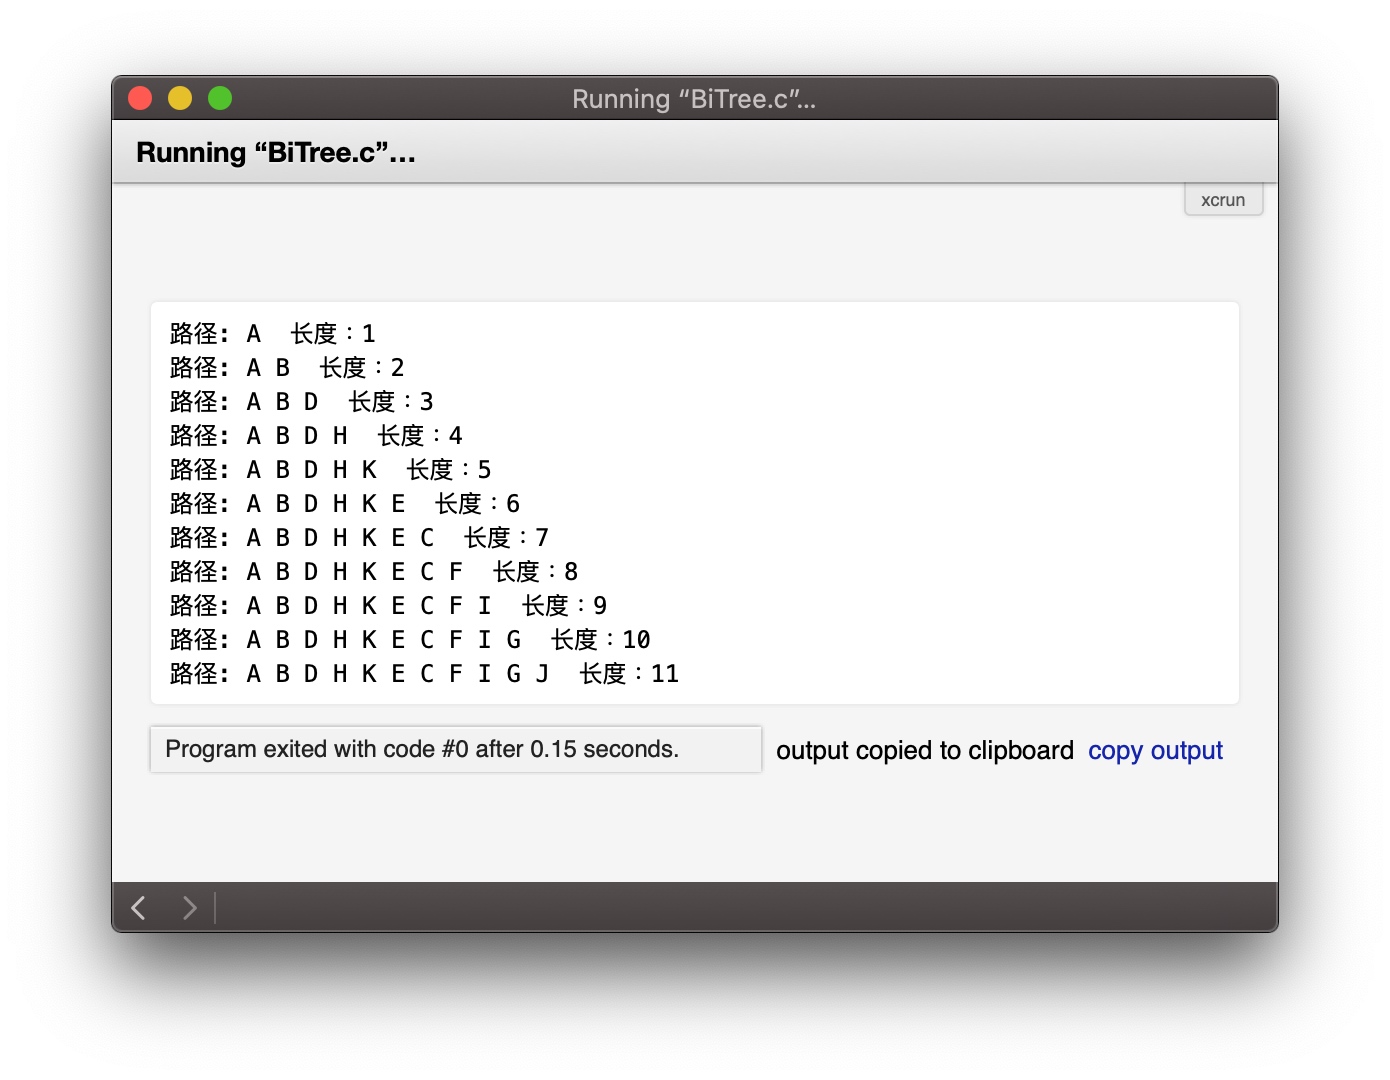 Running “BiTree.c”...
Running “BiTree.c”...
xcrun
路径: A  长度：1
路径: A B  长度：2
路径: A B D  长度：3
路径: A B D H  长度：4
路径: A B D H K  长度：5
路径: A B D H K E  长度：6
路径: A B D H K E C  长度：7
路径: A B D H K E C F  长度：8
路径: A B D H K E C F I  长度：9
路径: A B D H K E C F I G  长度：10
路径: A B D H K E C F I G J  长度：11
Program exited with code #0 after 0.15 seconds. output copied to clipboard copy output